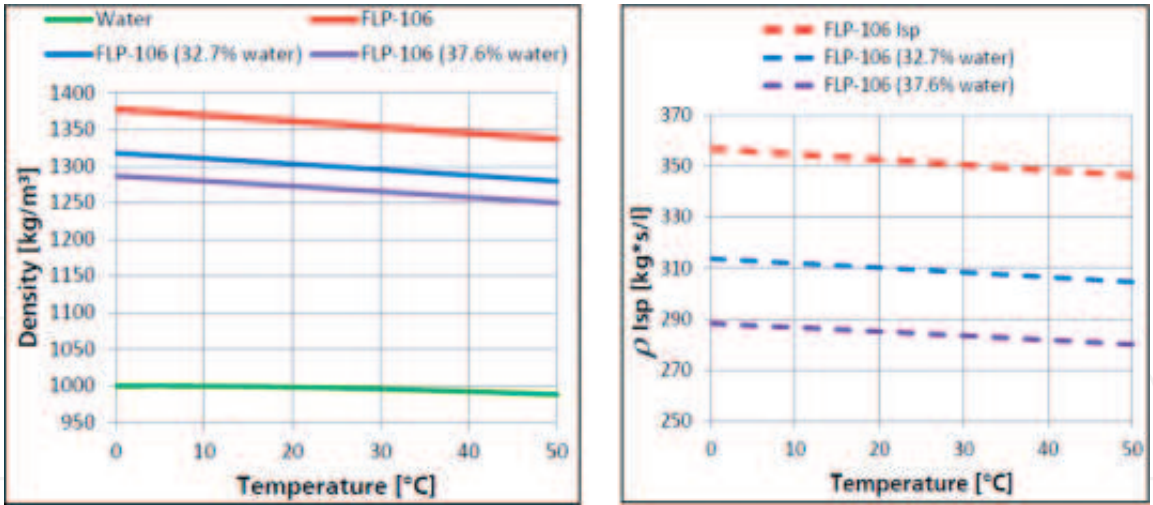 Water FLP-106
FLP-106 (32.7% water) FLP-106 (37.6% water)
1400
1350
1300
1250
1200
1150
1100
1050
1000
950
Density [kg/m³]
0 10 20 30 40 50
Temperature [°C]
FLP-106 Isp
FLP-106 (32.7% water)
FLP-106 (37.6% water)
370
350
330
310
290
270
250
ρ Isp [kg*s/l]
0 10 20 30 40 50
Temperature [°C]